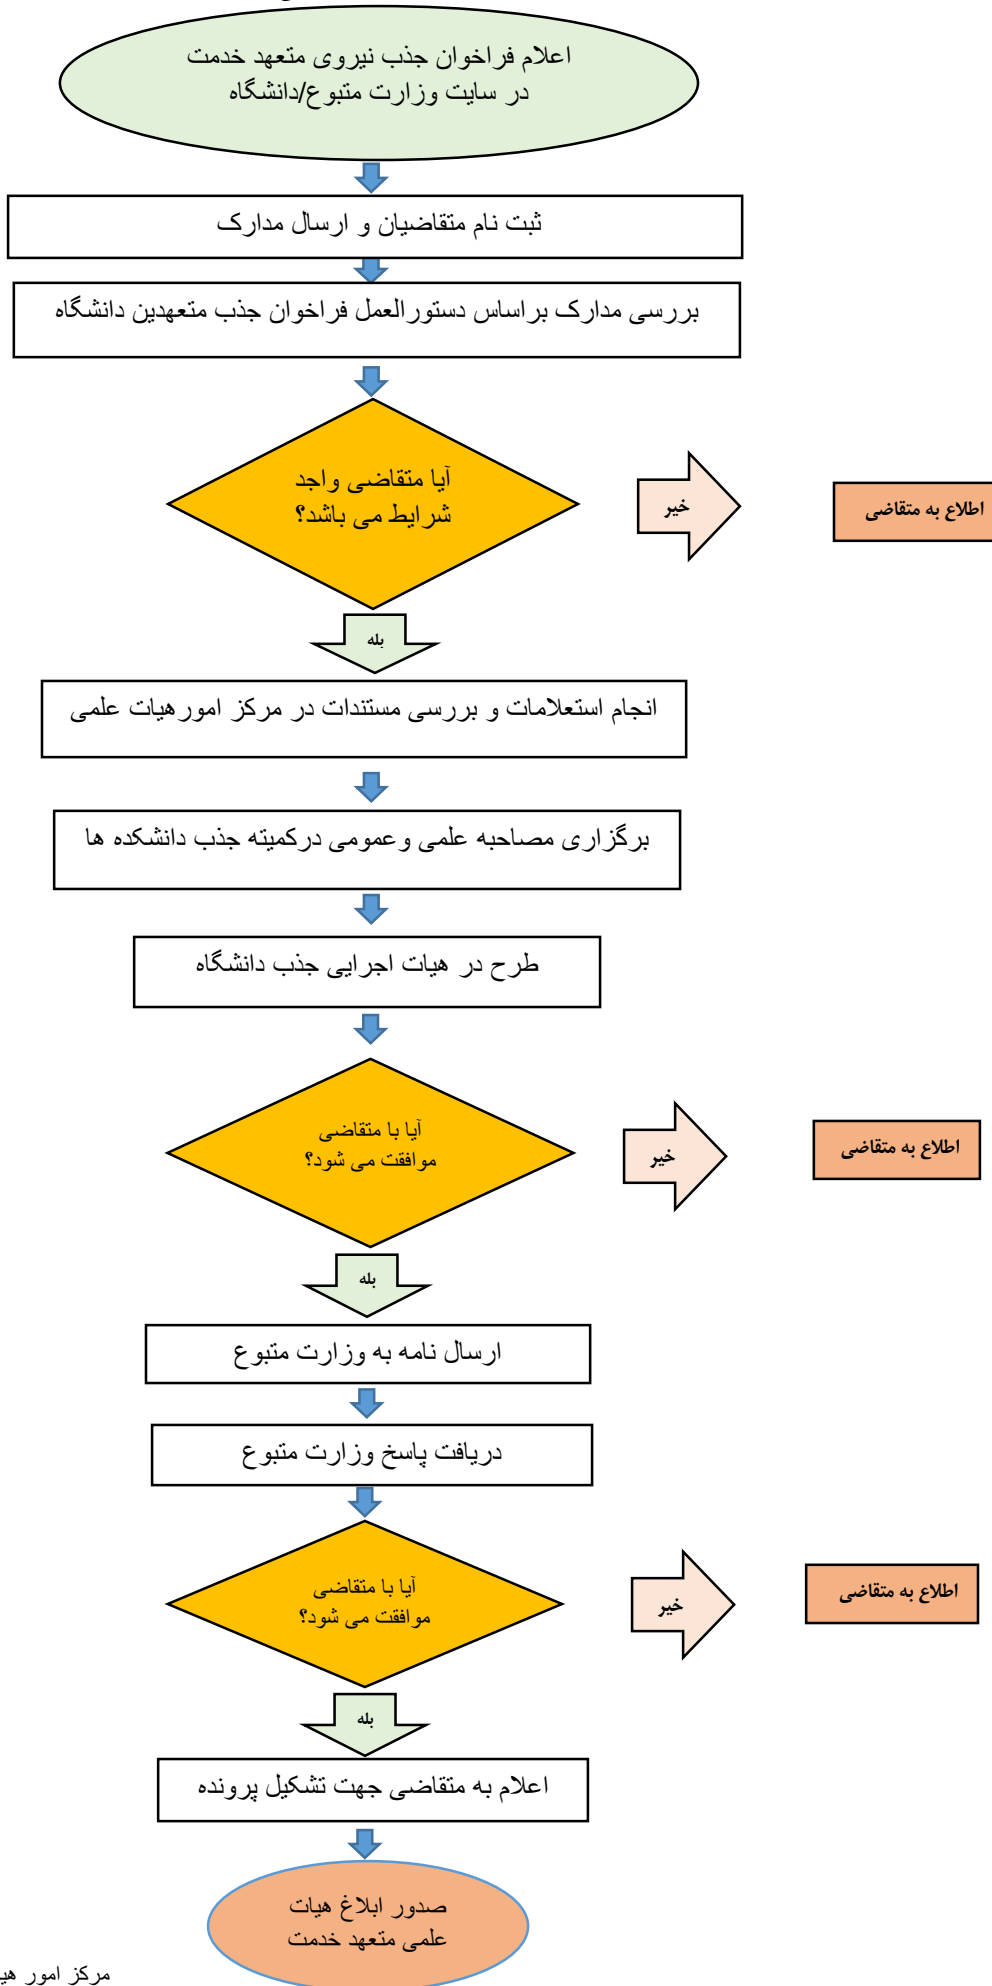 اعلام فراخوان جذب نیروی متعهد خدمت
در سایت وزارت متبوع/دانشگاه
ثبت نام متقاضیان و ارسال مدارک
بررسی مدارک براساس دستورالعمل فراخوان جذب متعهدین دانشگاه
آیا متقاضی واجد
شرایط می باشد؟
خیر
اطلاع به متقاضی
بله
انجام استعلامات و بررسی مستندات در مرکز امورهیات علمی
برگزاری مصاحبه علمی وعمومی درکمیته جذب دانشکده ها
طرح در هیات اجرایی جذب دانشگاه
آیا با متقاضی
موافقت می شود؟
خیر
اطلاع به متقاضی
بله
ارسال نامه به وزارت متبوع
دریافت پاسخ وزارت متبوع
آیا با متقاضی
موافقت می شود؟
خیر
اطلاع به متقاضی
بله
اعلام به متقاضی جهت تشکیل پرونده
صدور ابلاغ هیات
علمی متعهد خدمت
مرکز امور